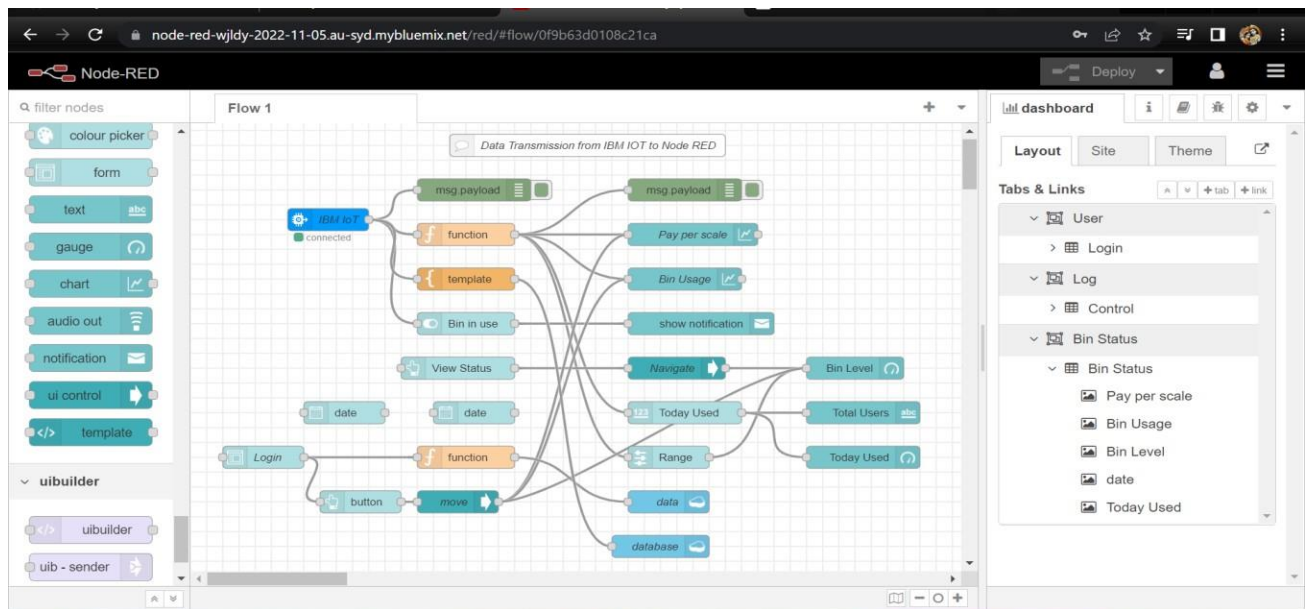 node-red-wjldy-2022-11-05.au-syd.mybluemix.net/red/#flow/0f9b63d0108c21ca
Node-RED
Deploy
filter nodes
colour picker
form
text
abc
gauge
chart
audio out
notification
ui control
template
uibuilder
uibuilder
uib - sender
Flow 1
Data Transmission from IBM IOT to Node RED
msg.payload
msg.payload
IBM IoT
connected
function
Pay per scale
template
Bin Usage
Bin in use
show notification
View Status
Navigate
Bin Level
date
date
123
Today Used
Total Users
abc
Login
function
Range
Today Used
button
move
data
database
dashboard
i
Layout
Site
Theme
Tabs & Links
+ tab
+ link
User
Login
Log
Control
Bin Status
Bin Status
Pay per scale
Bin Usage
Bin Level
date
Today Used